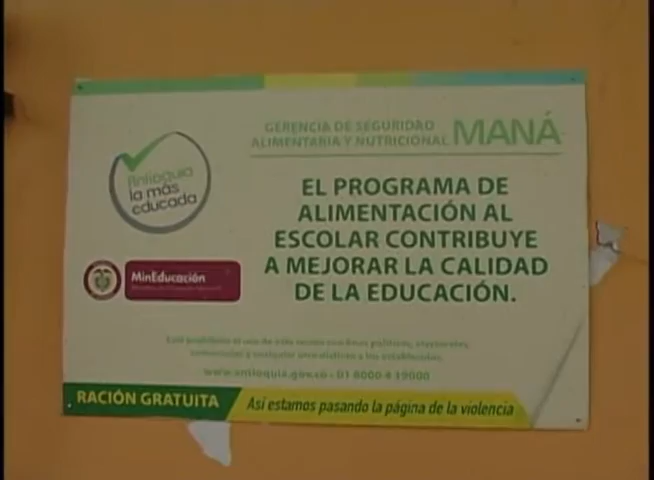 GERENCIA DE SEGURIDAD
ALIMENTARIA Y NUTRICIONAL MANÁ
Antioquia
la más
educada
EL PROGRAMA DE
ALIMENTACIÓN AL
ESCOLAR CONTRIBUYE
A MEJORAR LA CALIDAD
DE LA EDUCACIÓN.
MinEducación
www.antioquia.gov.co - 01 8000 4 19000
RACIÓN GRATUITA
Así estamos pasando la página de la violencia